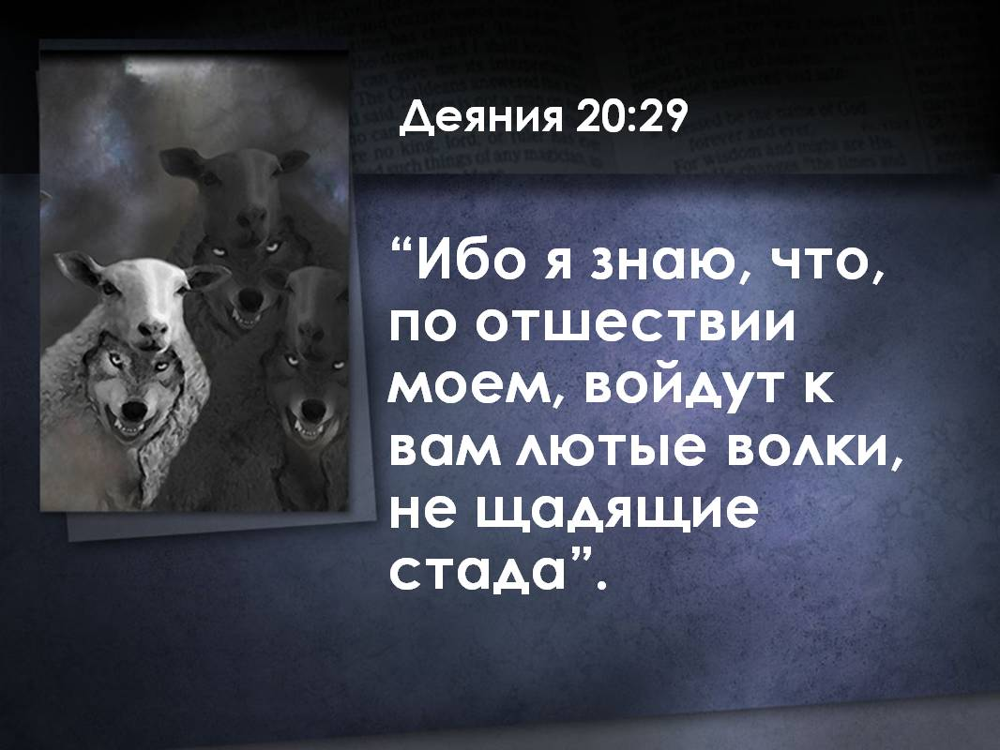 Деяния 20:29
“Ибо я знаю, что,
по отшествии
моем, войдут к
вам лютые волки,
не щадящие
стада”.